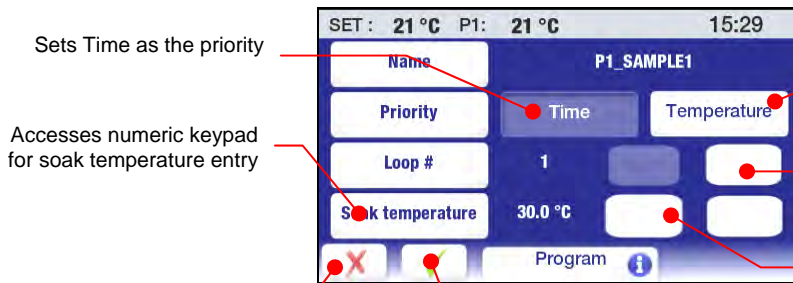 SET : 21 °C P1: 21 °C 15:29
Sets Time as the priority
Name P1_SAMPLE1
Priority Time Temperature
Accesses numeric keypad
for soak temperature entry
Loop # 1
Soak temperature 30.0 °C
Program i